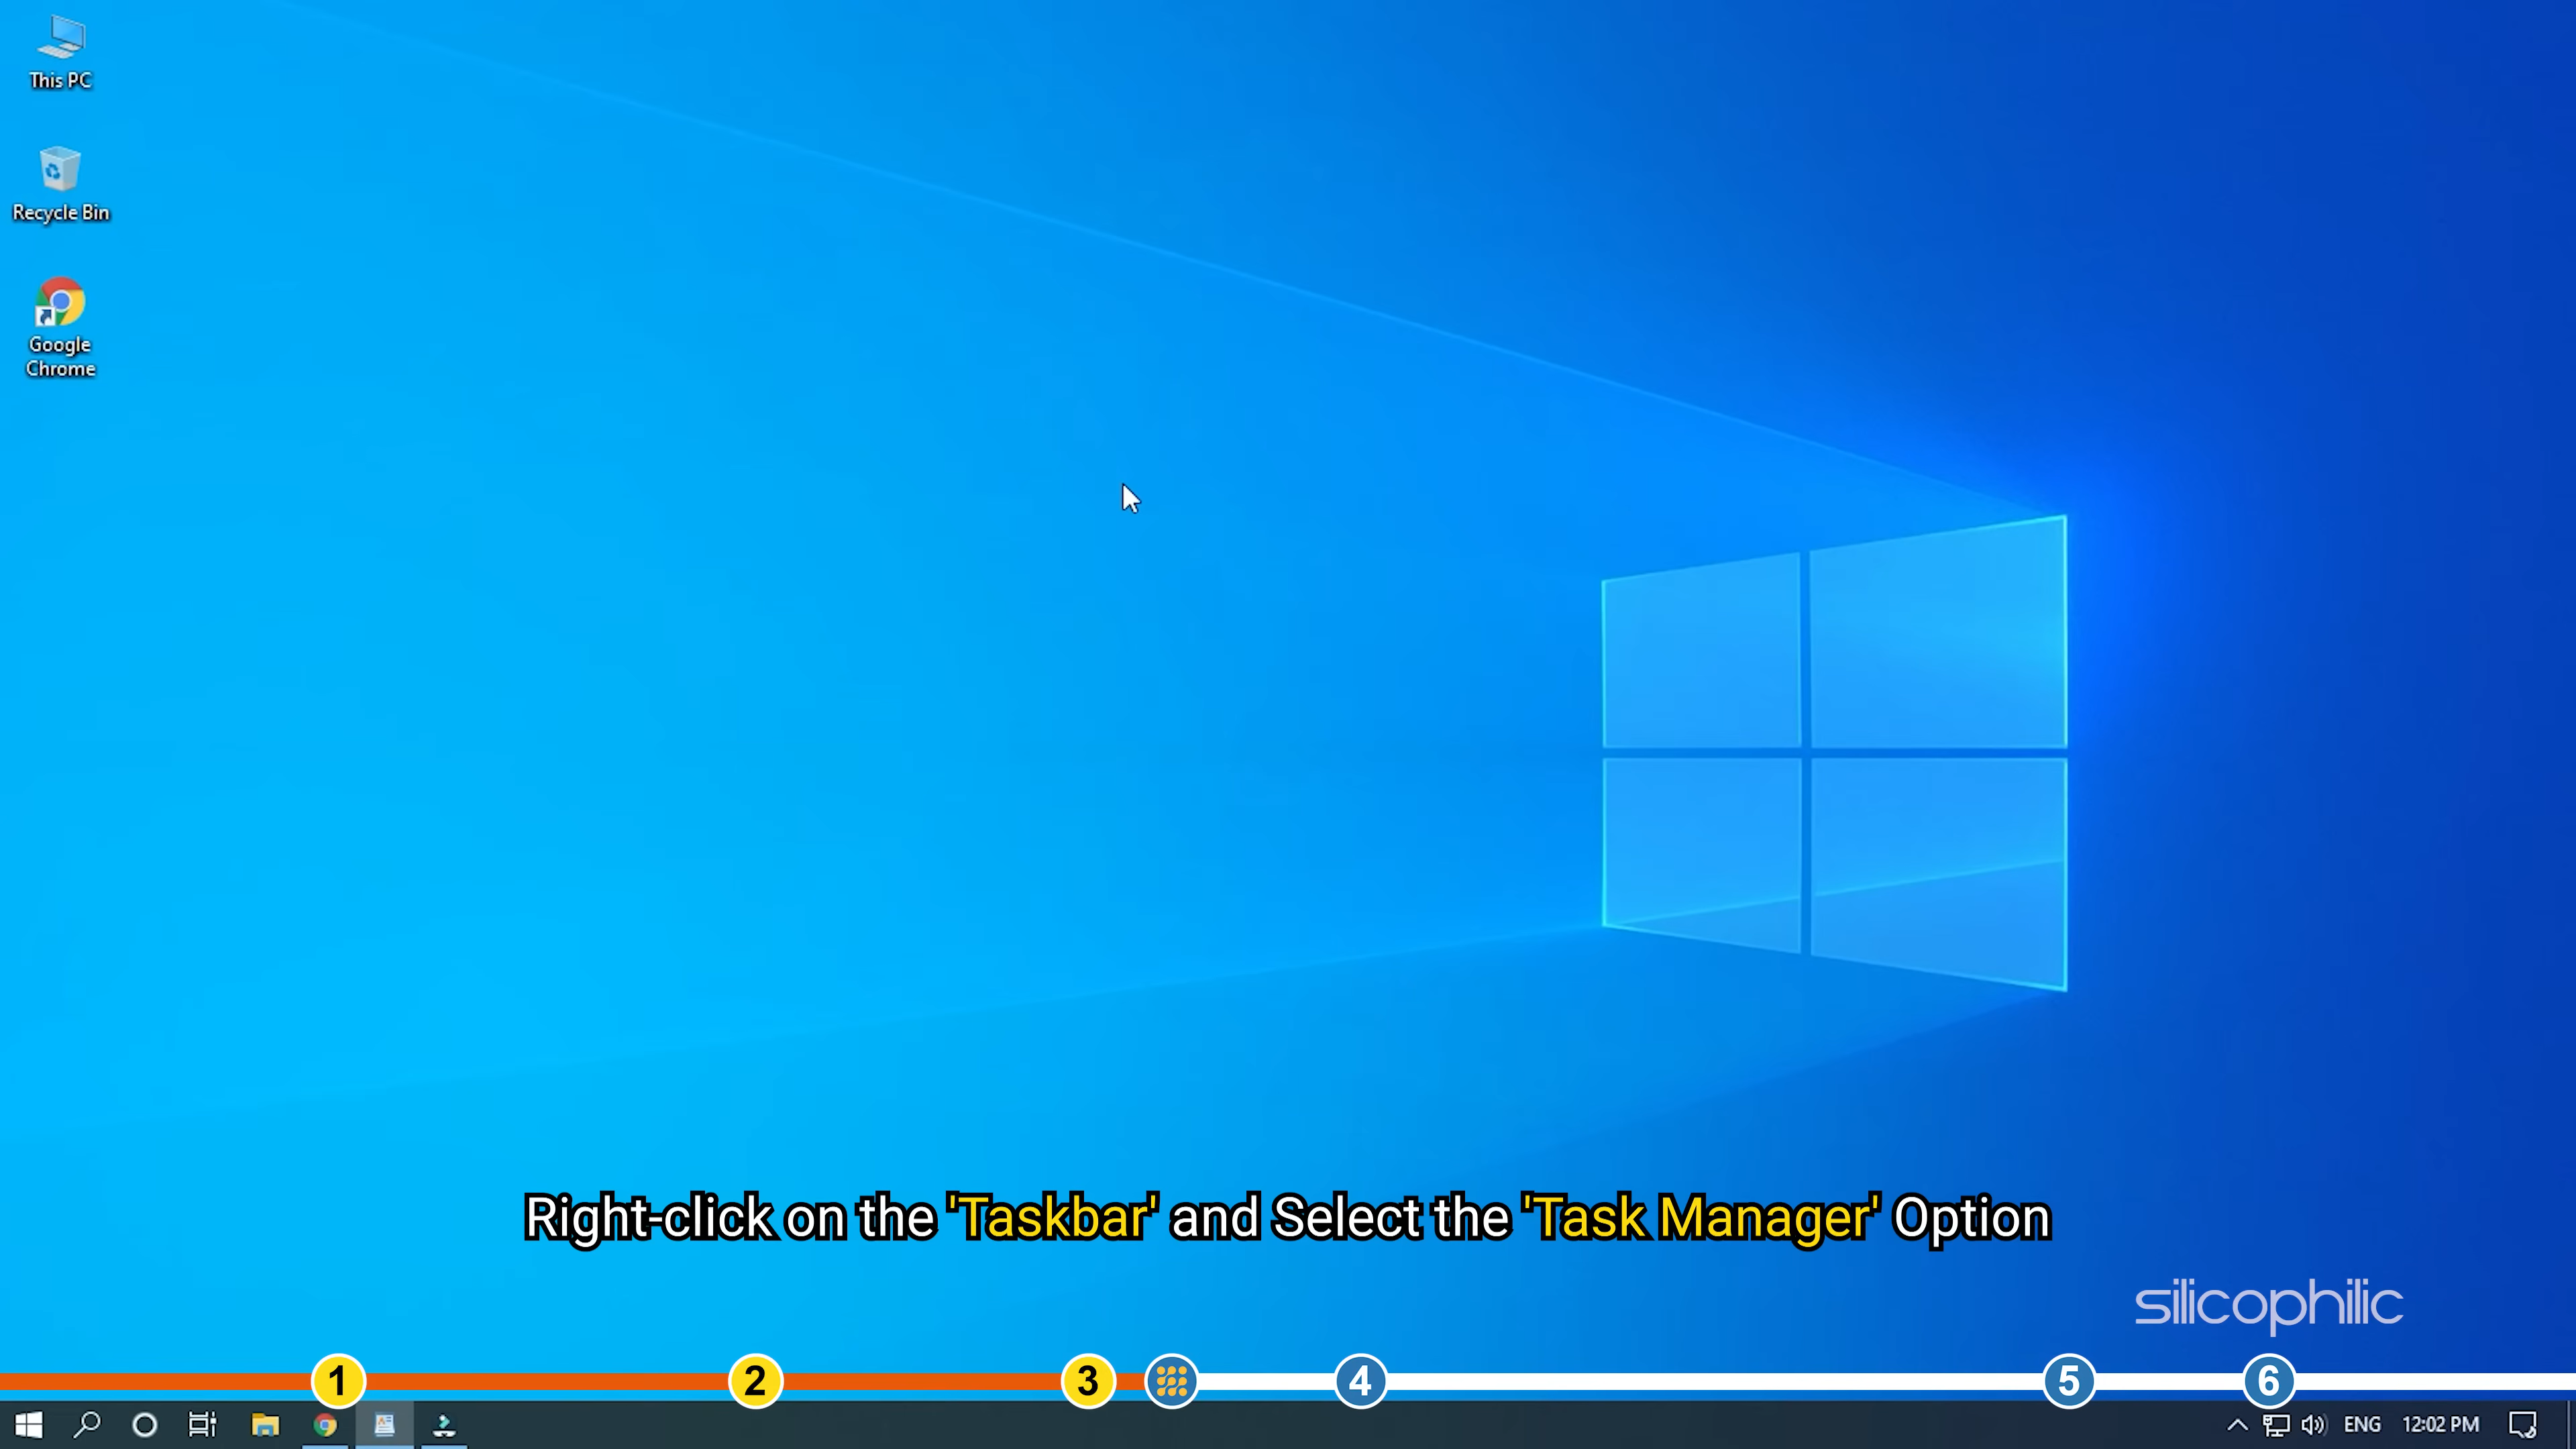 This PC
Recycle Bin
Google
Chrome
Right-click on the 'Taskbar' and Select the 'Task Manager' Option
silicophilic
1 2 3 4 5 6
ENG 12:02 PM